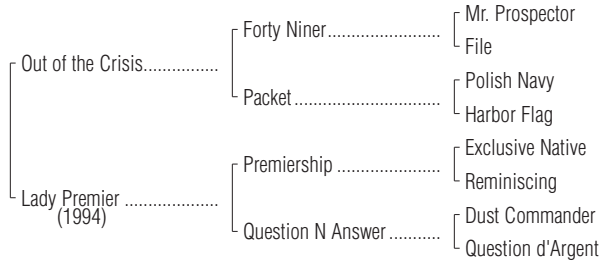 Mr. Prospector
Forty Niner
File
Out of the Crisis
Polish Navy
Packet
Harbor Flag
Exclusive Native
Premiership
Reminiscing
Lady Premier
(1994)
Dust Commander
Question N Answer
Question d'Argent